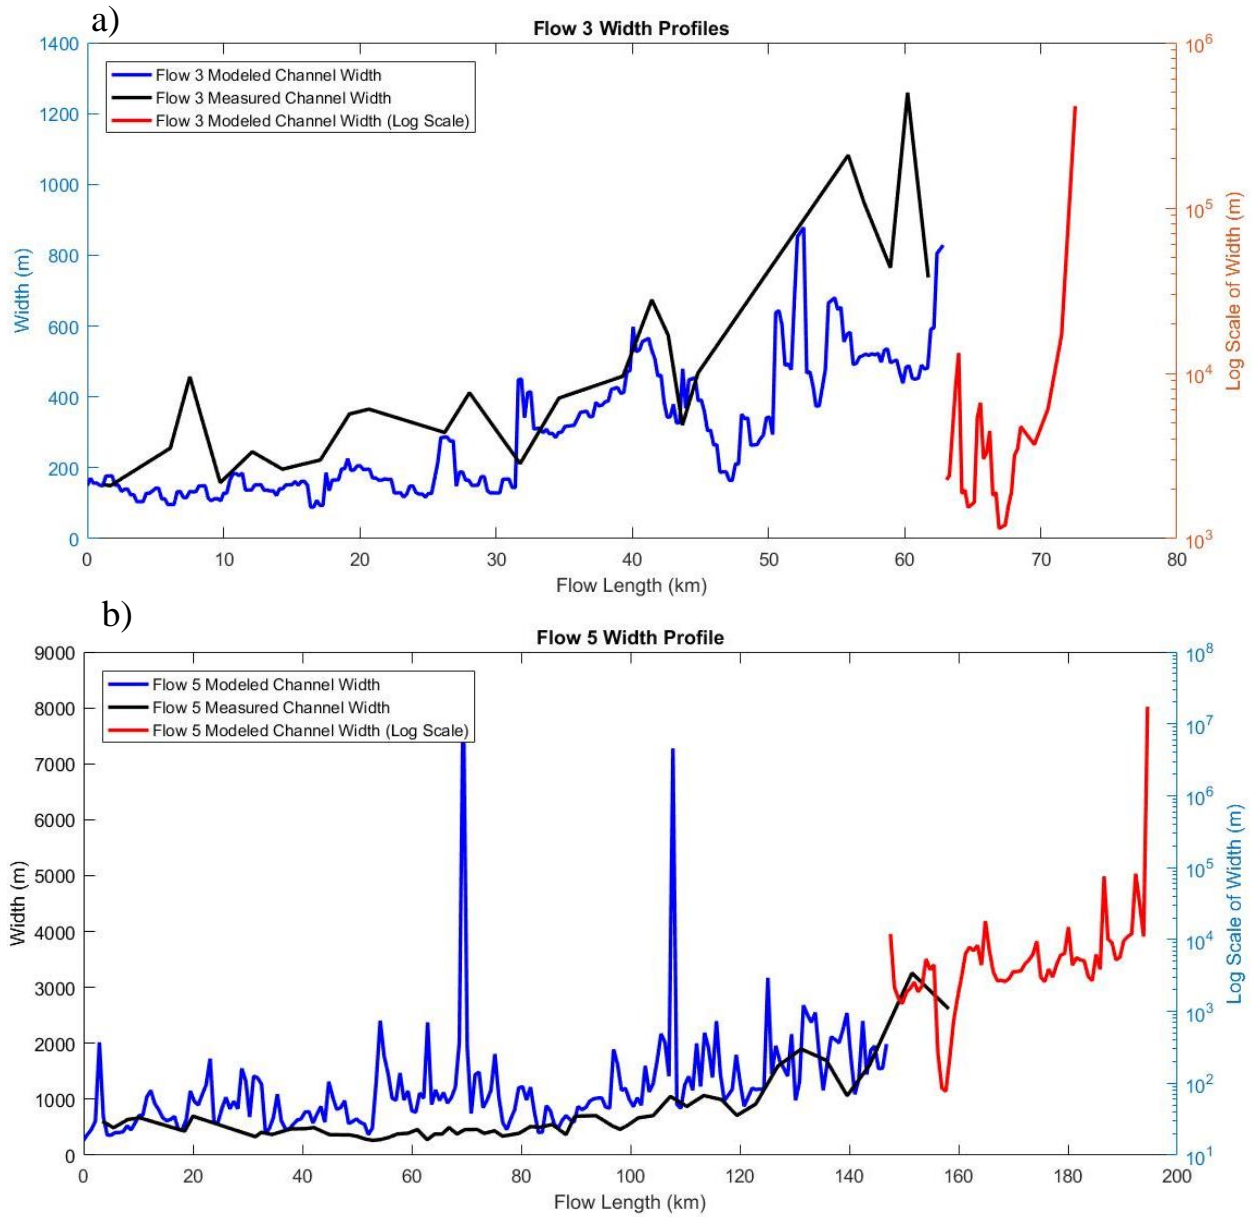 a)
Flow 3 Width Profiles
Flow 3 Modeled Channel Width
Flow 3 Measured Channel Width
Flow 3 Modeled Channel Width (Log Scale)
1400
1200
1000
800
600
400
200
0
Width (m)
10^6
10^5
10^4
10^3
Log Scale of Width (m)
0 10 20 30 40 50 60 70 80
Flow Length (km)
b)
Flow 5 Width Profile
Flow 5 Modeled Channel Width
Flow 5 Measured Channel Width
Flow 5 Modeled Channel Width (Log Scale)
9000
8000
7000
6000
5000
4000
3000
2000
1000
0
Width (m)
10^8
10^7
10^6
10^5
10^4
10^3
10^2
10^1
Log Scale of Width (m)
0 20 40 60 80 100 120 140 160 180 200
Flow Length (km)